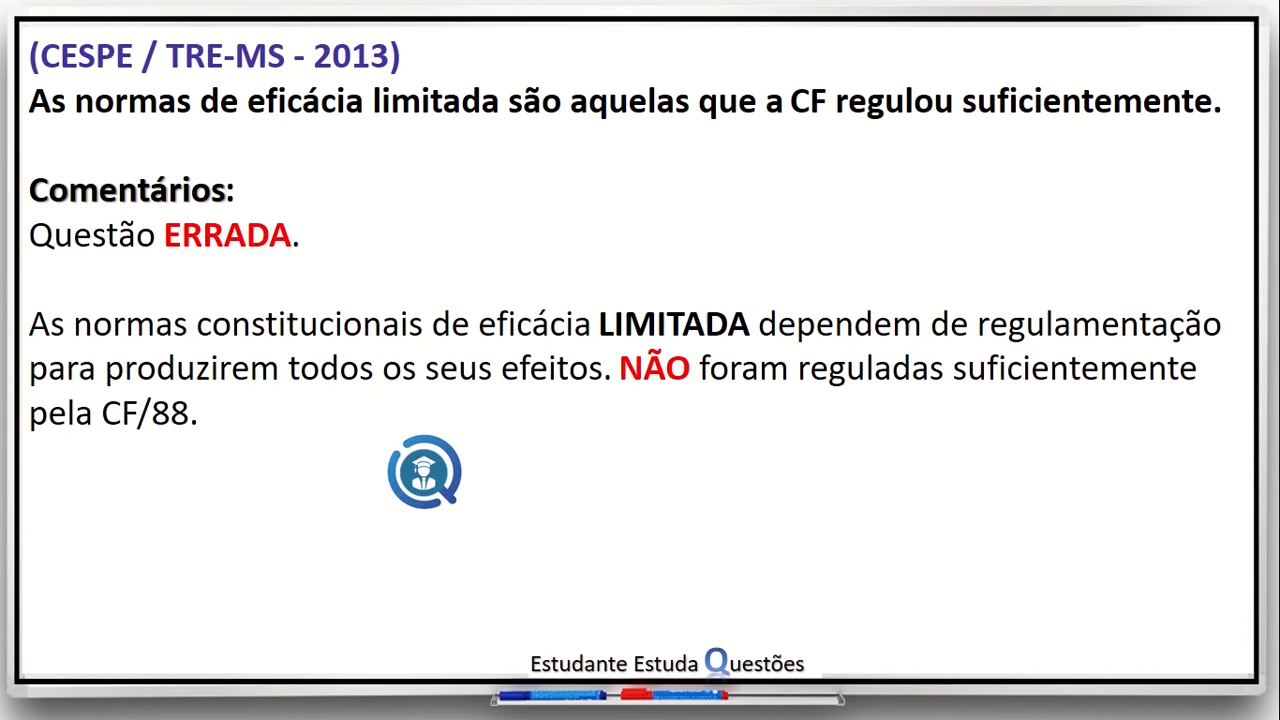 (CESPE / TRE-MS - 2013)
As normas de eficácia limitada são aquelas que a CF regulou suficientemente.
Comentários:
Questão ERRADA.
As normas constitucionais de eficácia LIMITADA dependem de regulamentação
para produzirem todos os seus efeitos. NÃO foram reguladas suficientemente
pela CF/88.
Estudante Estuda Questões